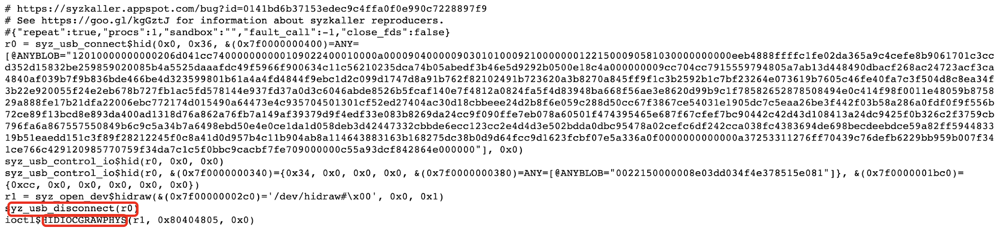 # https://syzkaller.appspot.com/bug?id=0141bd6b37153edec9c4ffa0f0e990c7228897f9
# See https://goo.gl/kgGztJ for information about syzkaller reproducers.
#{"repeat":true,"procs":1,"sandbox":"","fault_call":-1,"close_fds":false}
r0 = syz_usb_connect$hid(0x0, 0x36, &(0x7f0000000400)=ANY=
[@ANYBLOB="12010000000000206d041cc740000000000001090224000100000a000009040000090301010009210000000122150009058103000000000​0eeb4888ffffc1fe02da365a9c4cefe8b9061701c3cc
d352d15832be259859020085b4a5525daaafdc49f5966f900634c11c56210235dca74b05abedf3b46e5d9292b0500e18c4a000000009cc704cc7915559794805a7ab13d448490dbacf268ac24723acf3ca
4840af039b7f9b836bde466be4d323599801b61a4a4fd4844f9ebc1d2c099d1747d8a91b762f82102491b723620a3b8270a845ff9f1c3b2592b1c7bf23264e073619b7605c46fe40fa7c3f504d8c8ea34f
3b22e920055f24e2eb678b727fb1ac5fd578144e937fd37a0d3c6046abde8526b5fcaf140e7f4812a0824fa5f4d83948ba668f56ae3e8620d99b9c1f78582652878508494e0c414f98f0011e48059b8758
29a888fe17b21dfa22006ebc772174d015490a64473e4c935704501301cf52ed27404ac30d18cbbeee24d2b8f6e059c288d50cc67f3867ce54031e1905dc7c5eaa26be3f442f03b58a286a0fdf0f9f556b
72ce89f13bcd8e893da400ad1318d76a862a76fb7a149af39379d9f4edf33e083b8269da24cc9f090ffe7eb078a60501f474395465e687f67cfef7bc90442c42d43d108413a24dc9425f0b326c2f3759cb
796fa6a867557550849b6c9c5a34b7a6498ebd50e4e0ce1da1d058deb3d42447332cbbde6ecc123cc2e4d4d3e502bdda0dbc95478a02cefc6df242cca038fc4383694de698becdeebdce59a82ff5944833
19b51eaedd151c3f89f28212245f0c8a41d0d957b4c11b904ab8a114643883163b168275dc38b0d9d64fcc9d1623fcbf07e5a336a0f0000000000000a37253311276ff70439c76defb6229bb959b007f34
1ce766c429120985770759f34da7c1c5f0bbc9cacbf7fe709000000c55a93dcf842864e000000"], 0x0)
syz_usb_control_io$hid(r0, 0x0, 0x0)
syz_usb_control_io$hid(r0, &(0x7f0000000340)={0x34, 0x0, 0x0, 0x0, &(0x7f0000000380)=ANY=[@ANYBLOB="0022150000008e03dd034f4e378515e081"]}, &(0x7f0000001bc0)=
{0xcc, 0x0, 0x0, 0x0, 0x0, 0x0})
r1 = syz_open_dev$hidraw(&(0x7f00000002c0)='/dev/hidraw#\x00', 0x0, 0x1)
syz_usb_disconnect(r0)
ioctl$HIDIOCGRAWPHYS(r1, 0x80404805, 0x0)